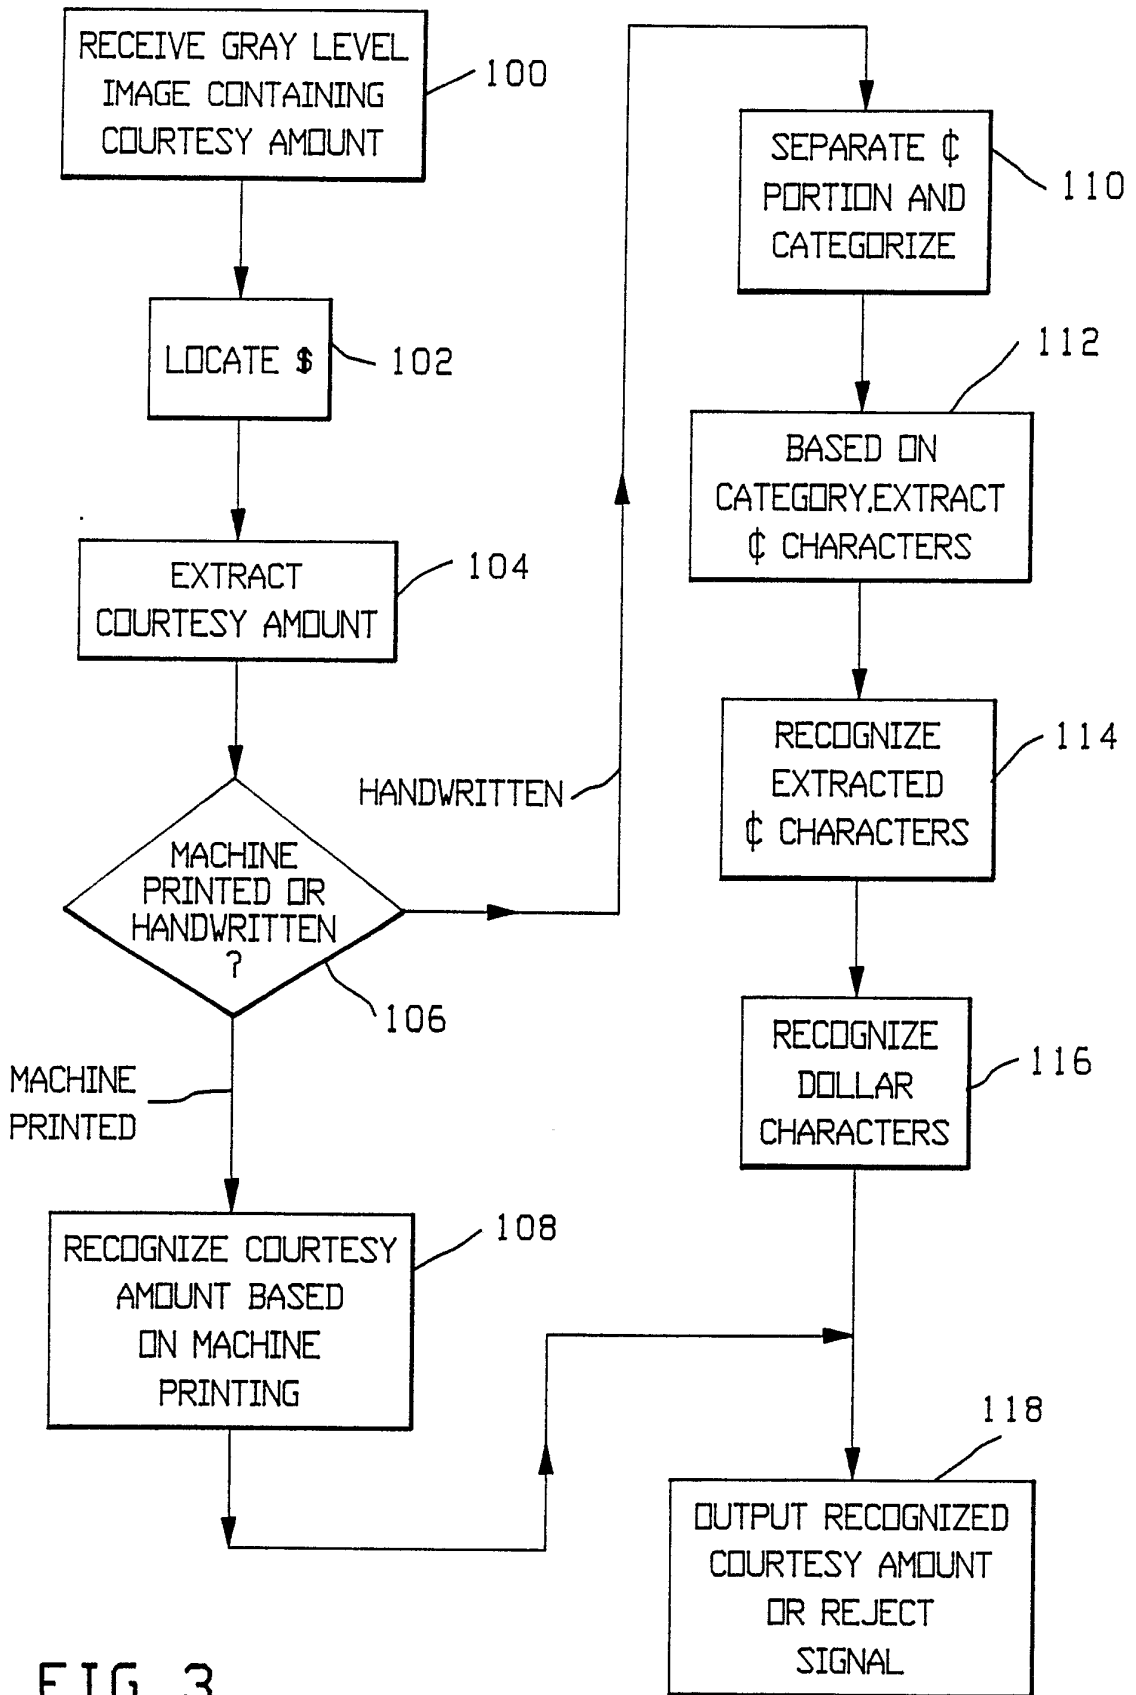 RECEIVE GRAY LEVEL
IMAGE CONTAINING
COURTESY AMOUNT
100
LOCATE $
102
EXTRACT
COURTESY AMOUNT
104
MACHINE
PRINTED OR
HANDWRITTEN
?
106
HANDWRITTEN
MACHINE
PRINTED
RECOGNIZE COURTESY
AMOUNT BASED
ON MACHINE
PRINTING
108
SEPARATE ₵
PORTION AND
CATEGORIZE
110
BASED ON
CATEGORY,EXTRACT
₵ CHARACTERS
112
RECOGNIZE
EXTRACTED
₵ CHARACTERS
114
RECOGNIZE
DOLLAR
CHARACTERS
116
OUTPUT RECOGNIZED
COURTESY AMOUNT
OR REJECT
SIGNAL
118
FIG. 3